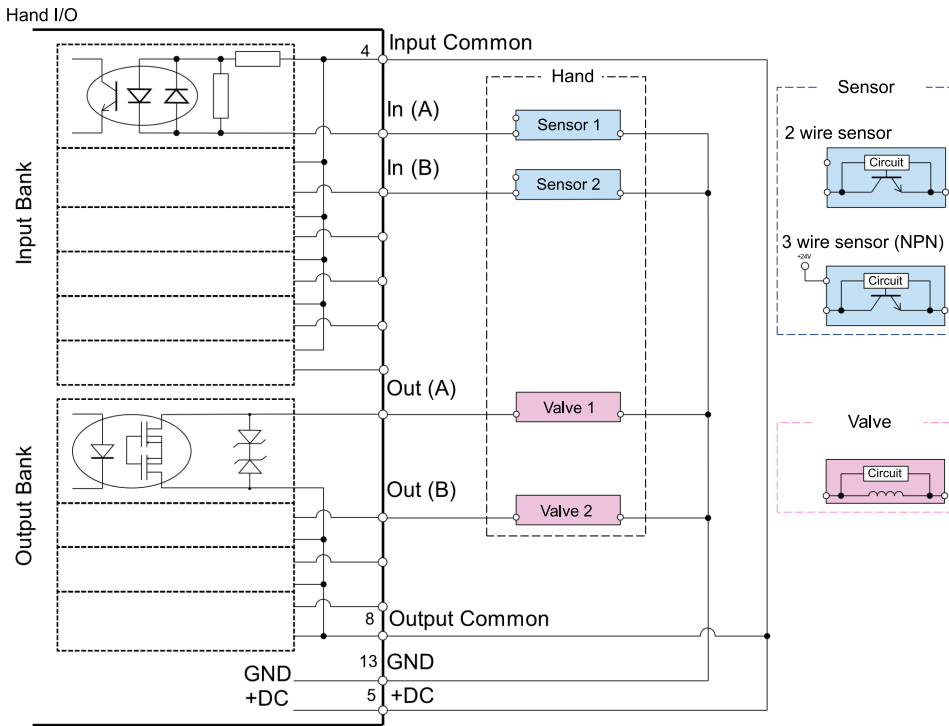 Hand I/O
Input Bank
4
Input Common
In (A)
In (B)
Hand
Sensor 1
Sensor 2
Out (A)
Valve 1
Out (B)
Valve 2
Output Bank
8
Output Common
GND
13
GND
+DC
5
+DC
Sensor
2 wire sensor
Circuit
3 wire sensor (NPN)
+24V
Circuit
Valve
Circuit